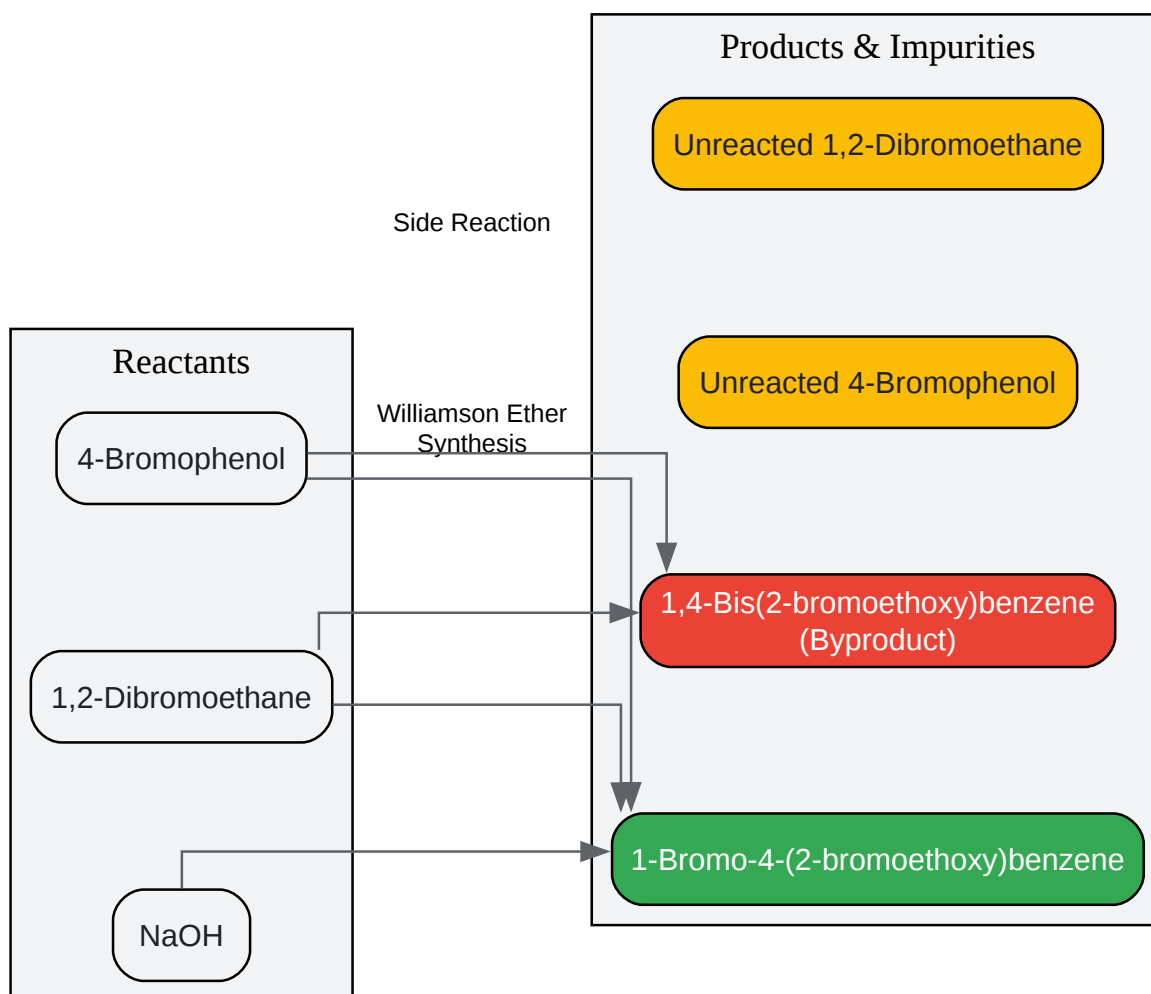 Products & Impurities
Unreacted 1,2-Dibromoethane
Side Reaction
Unreacted 4-Bromophenol
Reactants
Williamson Ether
Synthesis
4-Bromophenol
1,4-Bis(2-bromoethoxy)benzene
(Byproduct)
1,2-Dibromoethane
1-Bromo-4-(2-bromoethoxy)benzene
NaOH